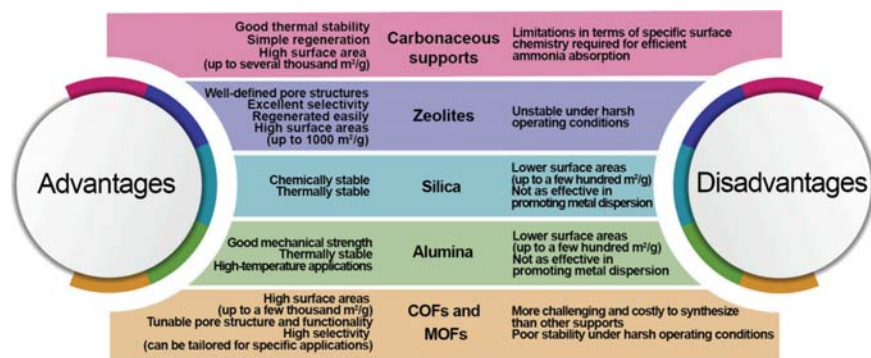 Advantages
Good thermal stability
Simple regeneration
High surface area
(up to several thousand m²/g)
Carbonaceous
supports
Limitations in terms of specific surface
chemistry required for efficient
ammonia absorption
Well-defined pore structures
Excellent selectivity
Regenerated easily
High surface areas
(up to 1000 m²/g)
Zeolites
Unstable under harsh
operating conditions
Chemically stable
Thermally stable
Silica
Lower surface areas
(up to a few hundred m²/g)
Not as effective in
promoting metal dispersion
Good mechanical strength
Thermally stable
High-temperature applications
Alumina
Lower surface areas
(up to a few hundred m²/g)
Not as effective in
promoting metal dispersion
High surface areas
(up to a few thousand m²/g)
Tunable pore structure and functionality
High selectivity
(can be tailored for specific applications)
COFs and
MOFs
More challenging and costly to synthesize
than other supports
Poor stability under harsh operating conditions
Disadvantages